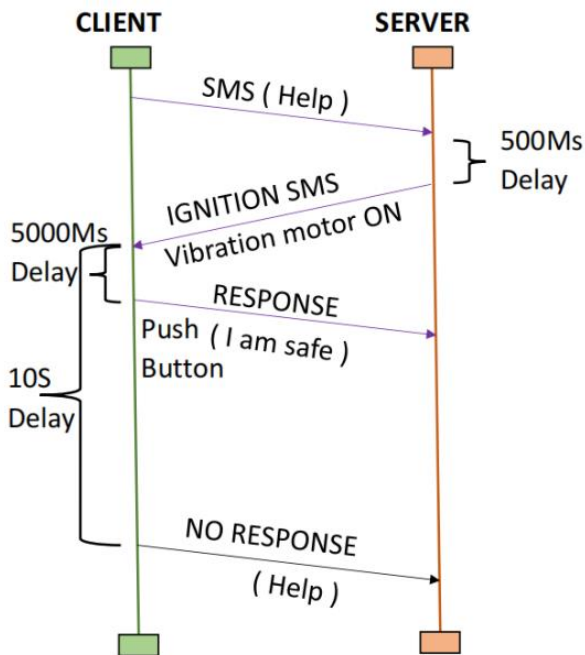 CLIENT
SERVER
SMS ( Help )
500Ms
Delay
IGNITION SMS
Vibration motor ON
5000Ms
Delay
RESPONSE
( I am safe )
Push
Button
10S
Delay
NO RESPONSE
( Help )